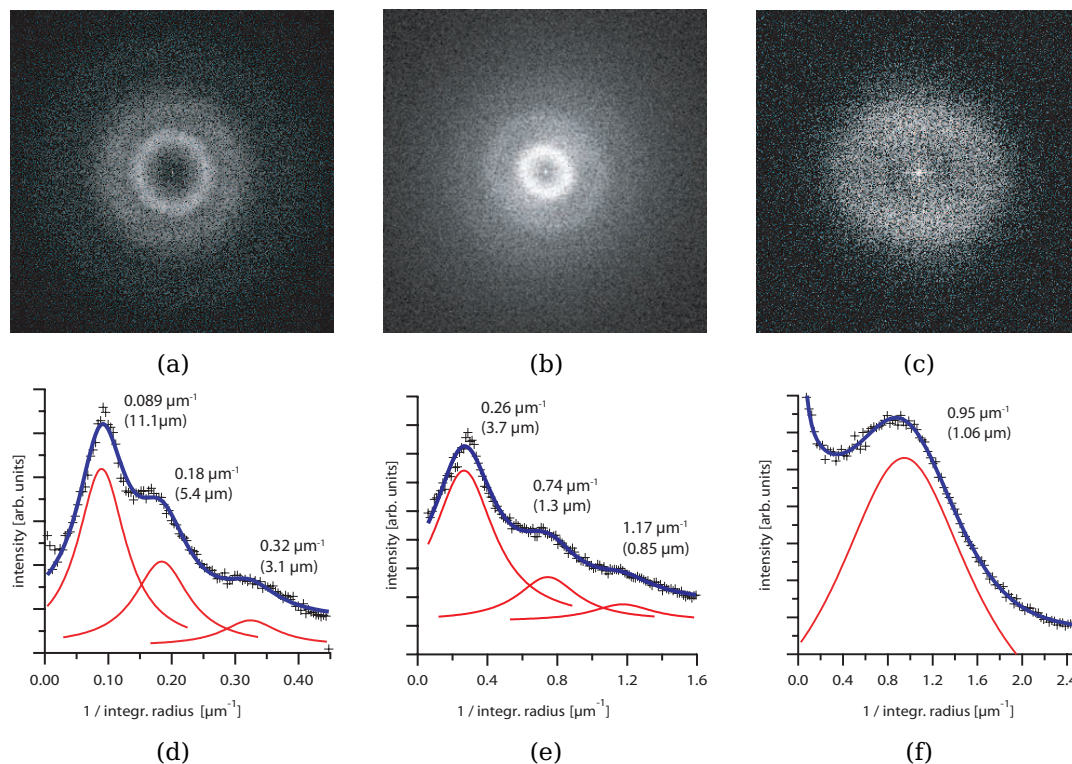 (a)
(b)
(c)
0.089 µm⁻¹
(11.1µm)
0.18 µm⁻¹
(5.4 µm)
0.32 µm⁻¹
(3.1 µm)
intensity [arb. units]
0.00 0.10 0.20 0.30 0.40
1 / integr. radius [µm⁻¹]
(d)
0.26 µm⁻¹
(3.7 µm)
0.74 µm⁻¹
(1.3 µm)
1.17 µm⁻¹
(0.85 µm)
intensity [arb. units]
0.0 0.4 0.8 1.2 1.6
1 / integr. radius [µm⁻¹]
(e)
0.95 µm⁻¹
(1.06 µm)
intensity [arb. units]
0.0 0.4 0.8 1.2 1.6 2.0 2.4
1 / integr. radius [µm⁻¹]
(f)